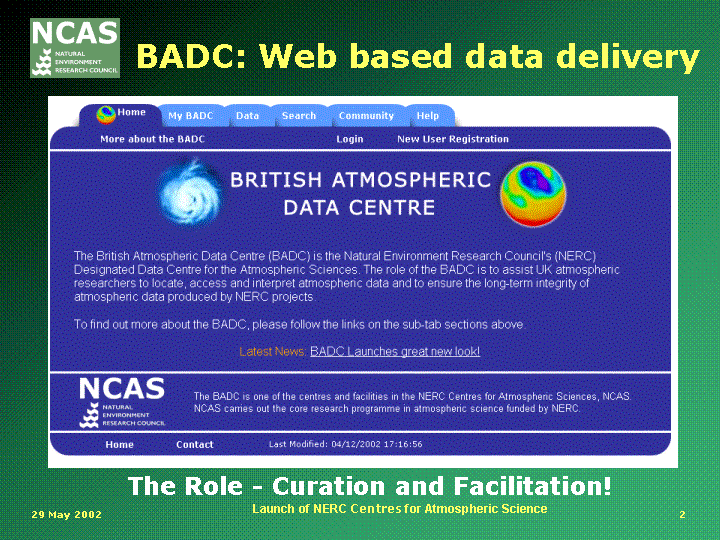 NCAS
NATURAL
ENVIRONMENT
RESEARCH COUNCIL
BADC: Web based data delivery
Home
My BADC
Data
Search
Community
Help
More about the BADC
Login
New User Registration
BRITISH ATMOSPHERIC
DATA CENTRE
The British Atmospheric Data Centre (BADC) is the Natural Environment Research Council's (NERC)
Designated Data Centre for the Atmospheric Sciences. The role of the BADC is to assist UK atmospheric
researchers to locate, access and interpret atmospheric data and to ensure the long-term integrity of
atmospheric data produced by NERC projects.
To find out more about the BADC, please follow the links on the sub-tab sections above.
Latest News: BADC Launches great new look!
NCAS
NATURAL
ENVIRONMENT
RESEARCH COUNCIL
The BADC is one of the centres and facilities in the NERC Centres for Atmospheric Sciences, NCAS.
NCAS carries out the core research programme in atmospheric science funded by NERC.
Home
Contact
Last Modified: 04/12/2002 17:16:56
The Role - Curation and Facilitation!
29 May 2002
Launch of NERC Centres for Atmospheric Science
2